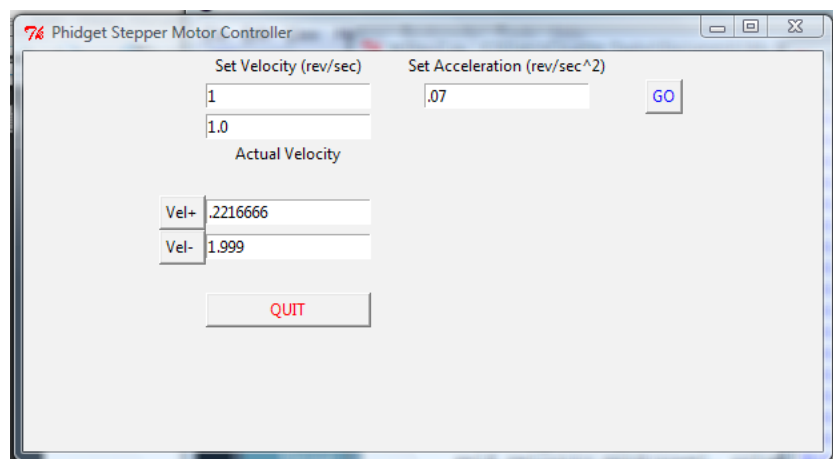 Phidget Stepper Motor Controller
Set Velocity (rev/sec) Set Acceleration (rev/sec^2)
1 .07 GO
1.0
Actual Velocity
Vel+ .2216666
Vel- 1.999
QUIT